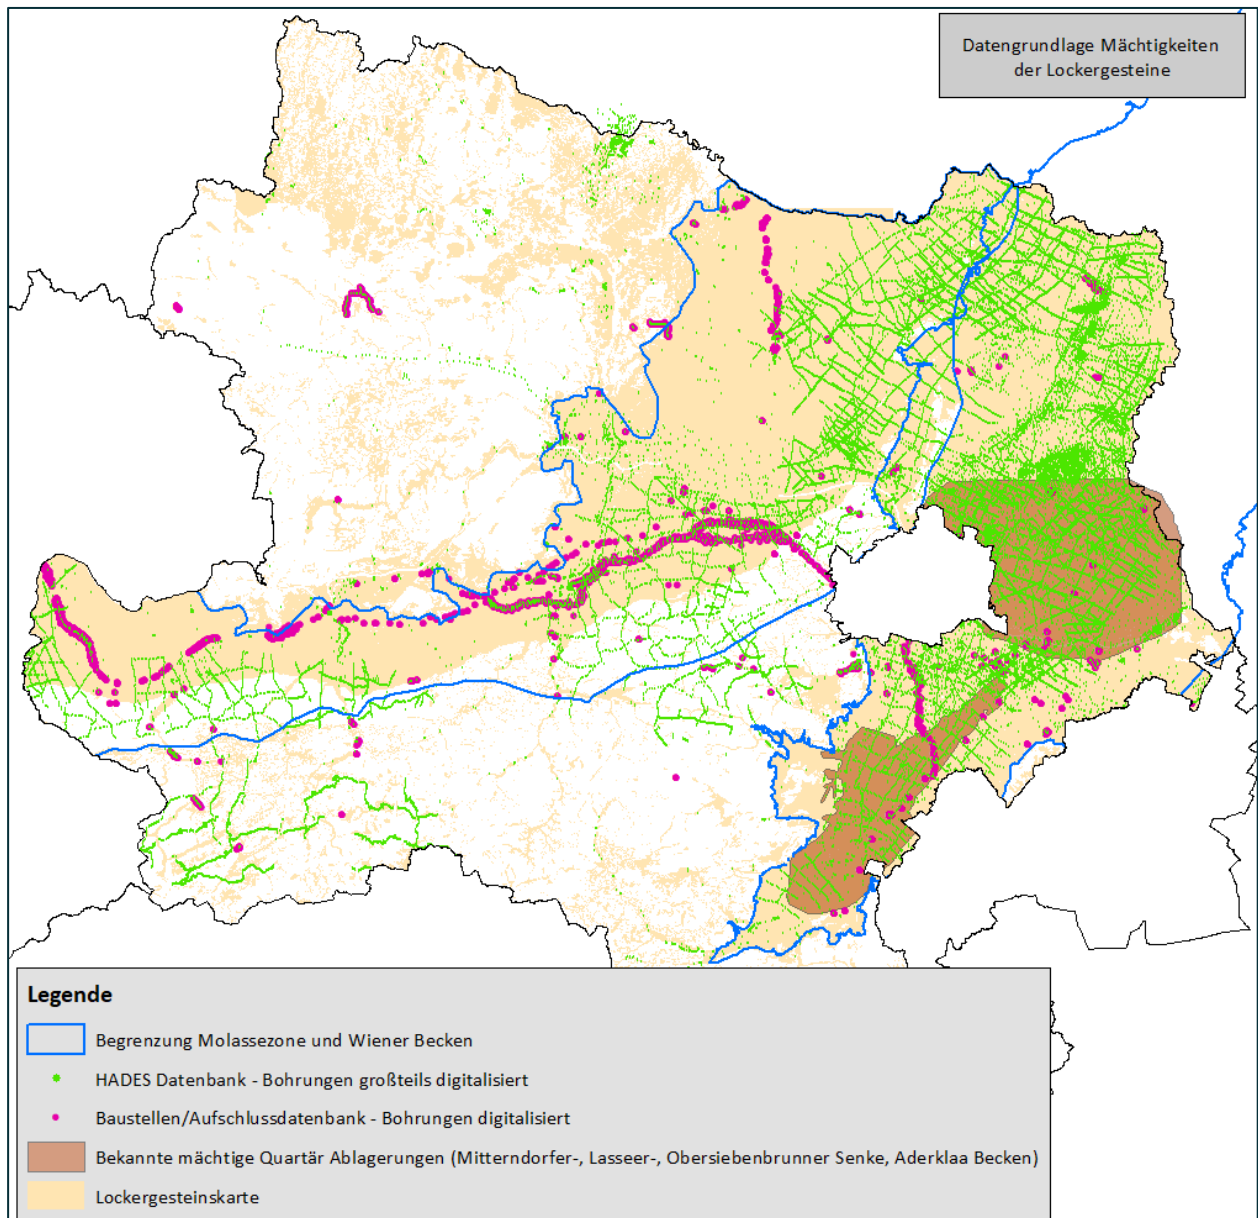 Datengrundlage Mächtigkeiten
der Lockergesteine
Legende
Begrenzung Molassezone und Wiener Becken
HADES Datenbank - Bohrungen großteils digitalisiert
Baustellen/Aufschlussdatenbank - Bohrungen digitalisiert
Bekannte mächtige Quartär Ablagerungen (Mitterndorfer-, Lasseer-, Obersiebenbrunner Senke, Aderklaa Becken)
Lockergesteinskarte